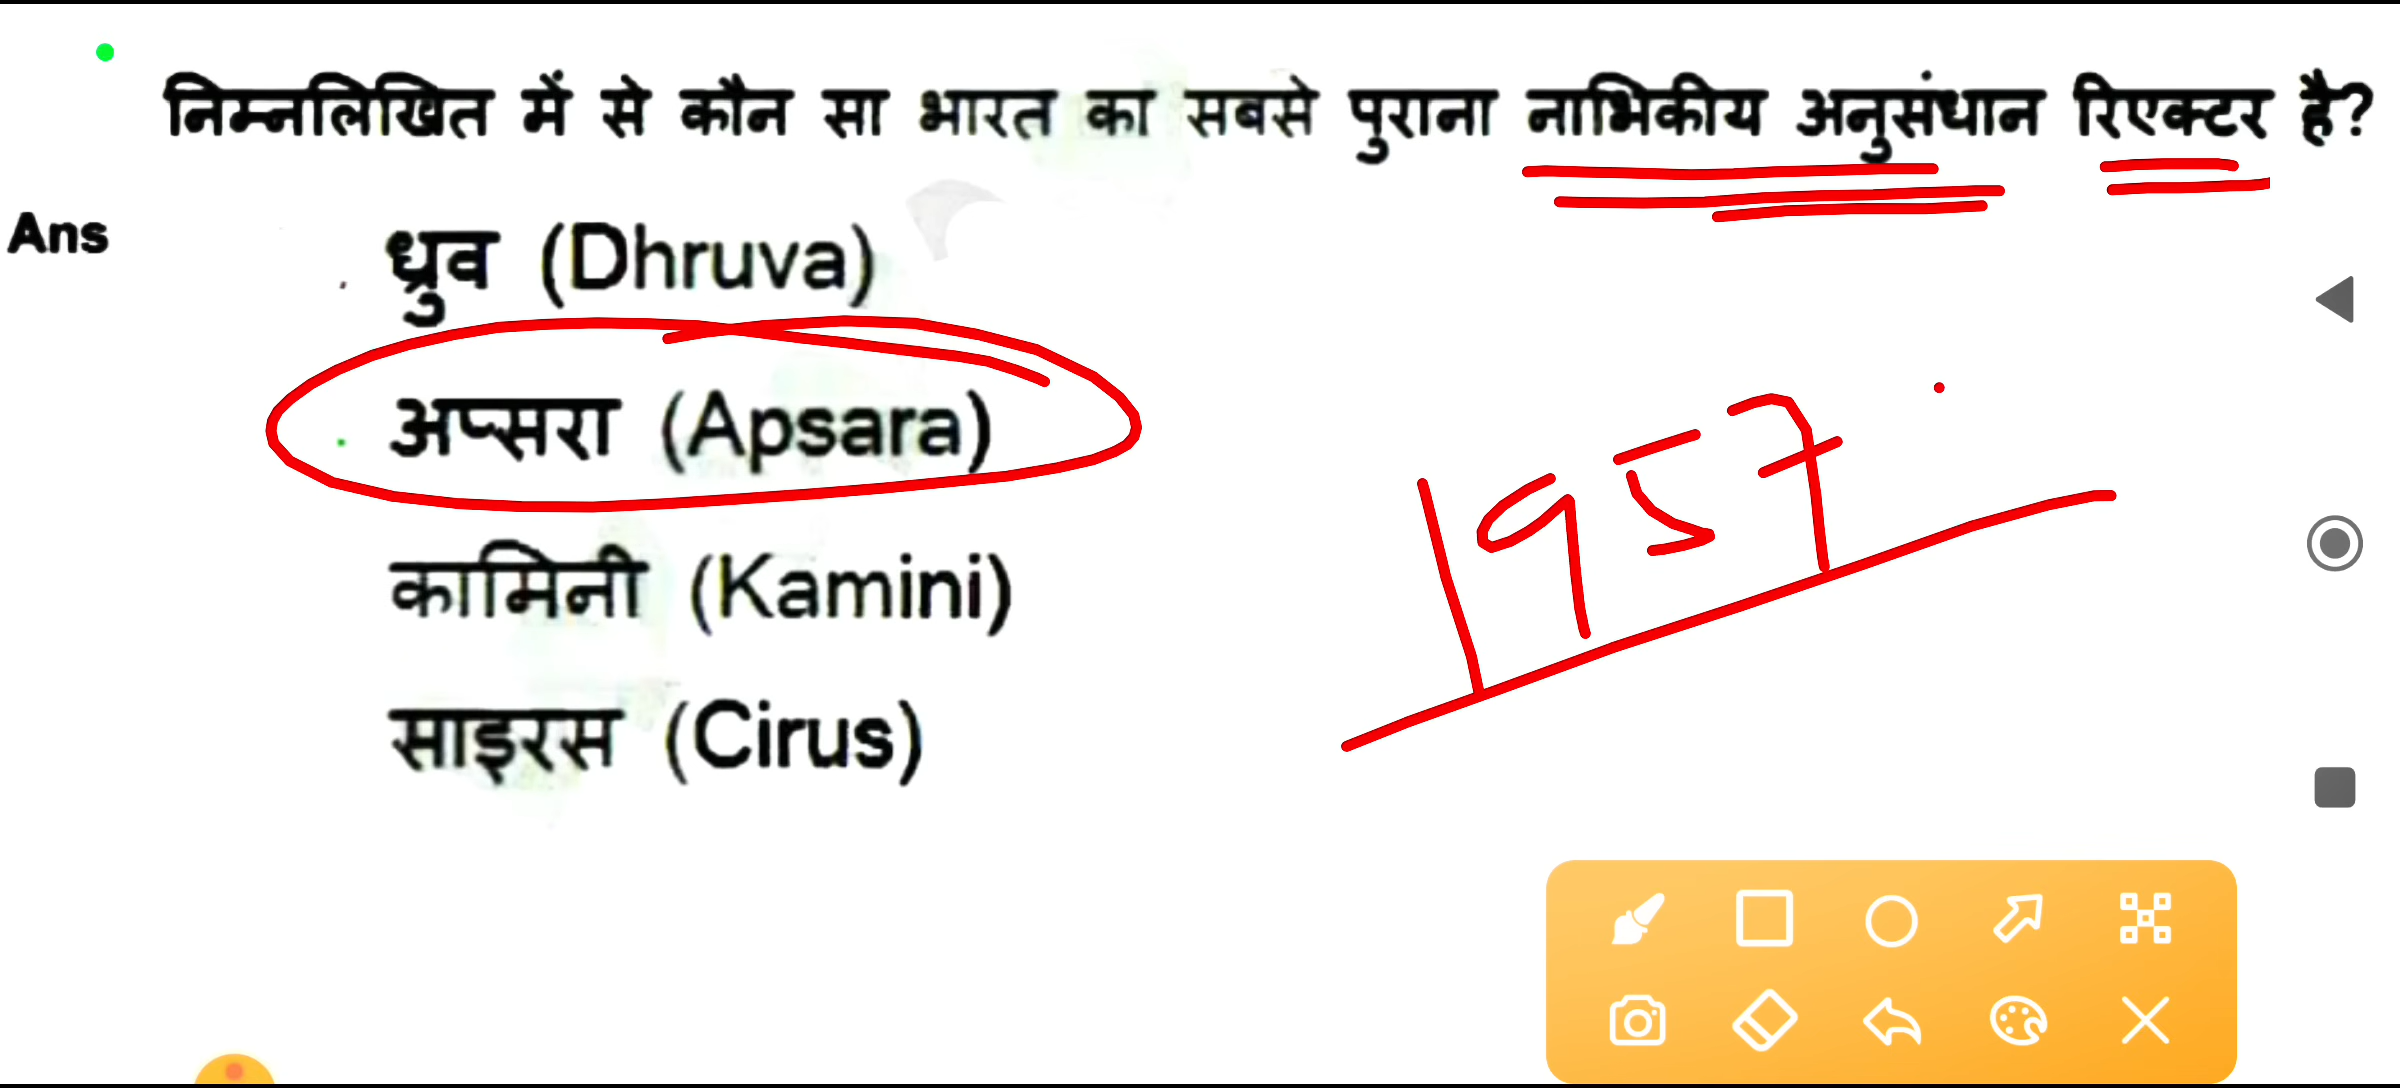 निम्नलिखित में से कौन सा भारत का सबसे पुराना नाभिकीय अनुसंधान रिएक्टर है?
Ans
ध्रुव (Dhruva)
अप्सरा (Apsara)
1957
कामिनी (Kamini)
साइरस (Cirus)